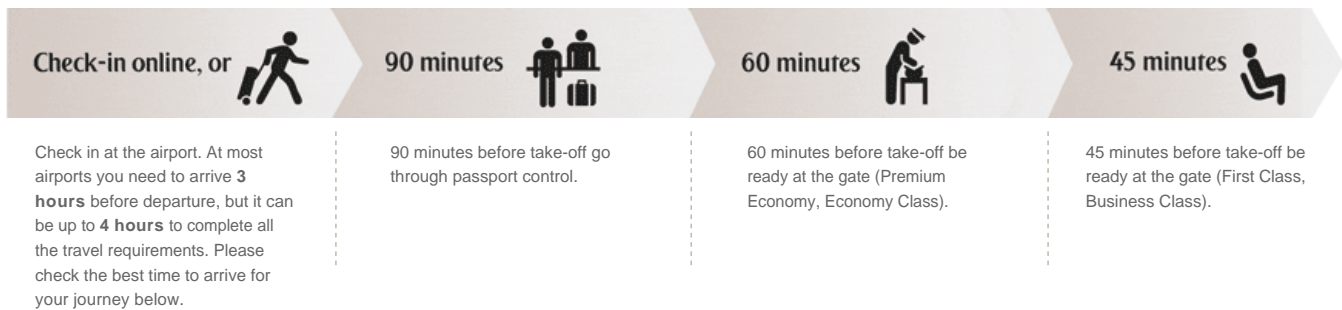 Check-in online, or
90 minutes
60 minutes
45 minutes
Check in at the airport. At most
airports you need to arrive 3
hours before departure, but it can
be up to 4 hours to complete all
the travel requirements. Please
check the best time to arrive for
your journey below.
90 minutes before take-off go
through passport control.
60 minutes before take-off be
ready at the gate (Premium
Economy, Economy Class).
45 minutes before take-off be
ready at the gate (First Class,
Business Class).